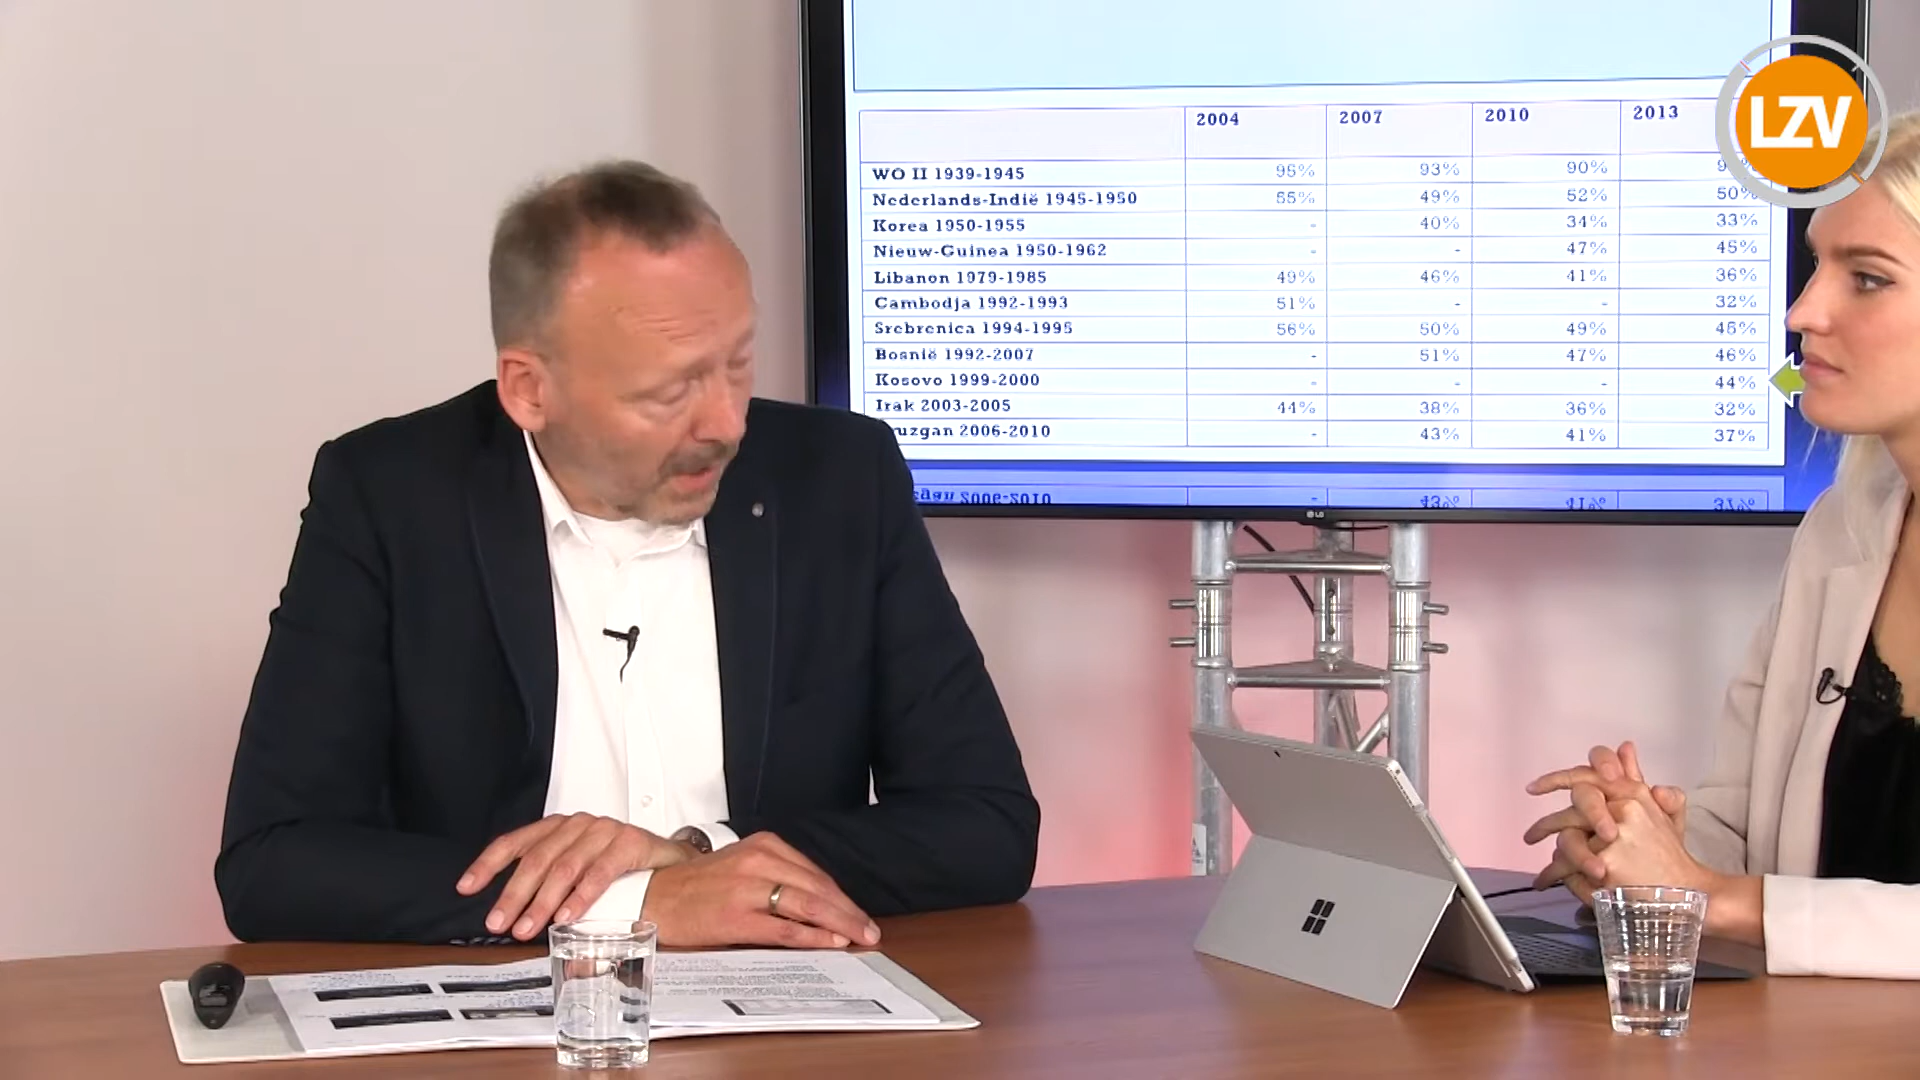 LZV
2004 2007 2010 2013
WO II 1939-1945 95% 93% 90%
Nederlands-Indië 1945-1950 55% 49% 52% 50%
Korea 1950-1955 - 40% 34% 33%
Nieuw-Guinea 1950-1962 - - 47% 45%
Libanon 1979-1985 49% 46% 41% 36%
Cambodja 1992-1993 51% - - 32%
Srebrenica 1994-1995 56% 50% 49% 45%
Bosnië 1992-2007 - 51% 47% 46%
Kosovo 1999-2000 - - - 44%
Irak 2003-2005 44% 38% 36% 32%
uzgan 2006-2010 - 43% 41% 37%
LG